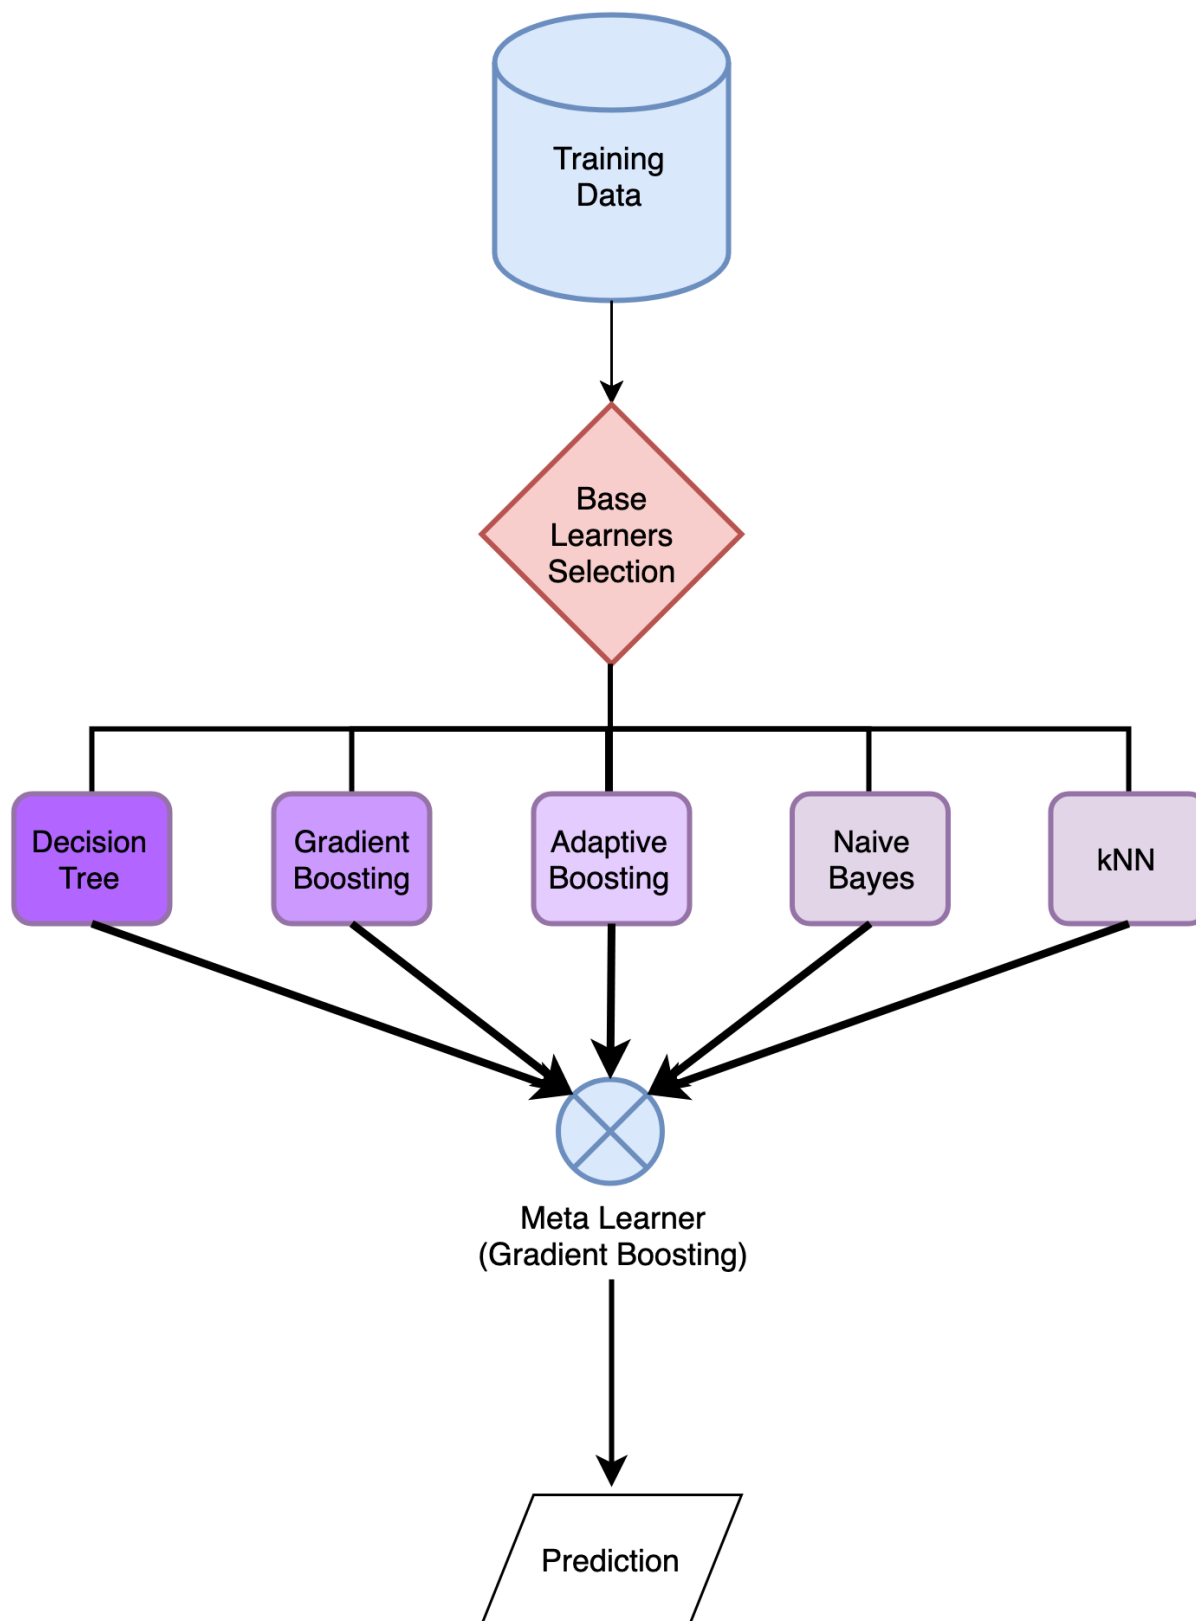 Training
Data
Base
Learners
Selection
Decision
Tree
Gradient
Boosting
Adaptive
Boosting
Naive
Bayes
kNN
Meta Learner
(Gradient Boosting)
Prediction